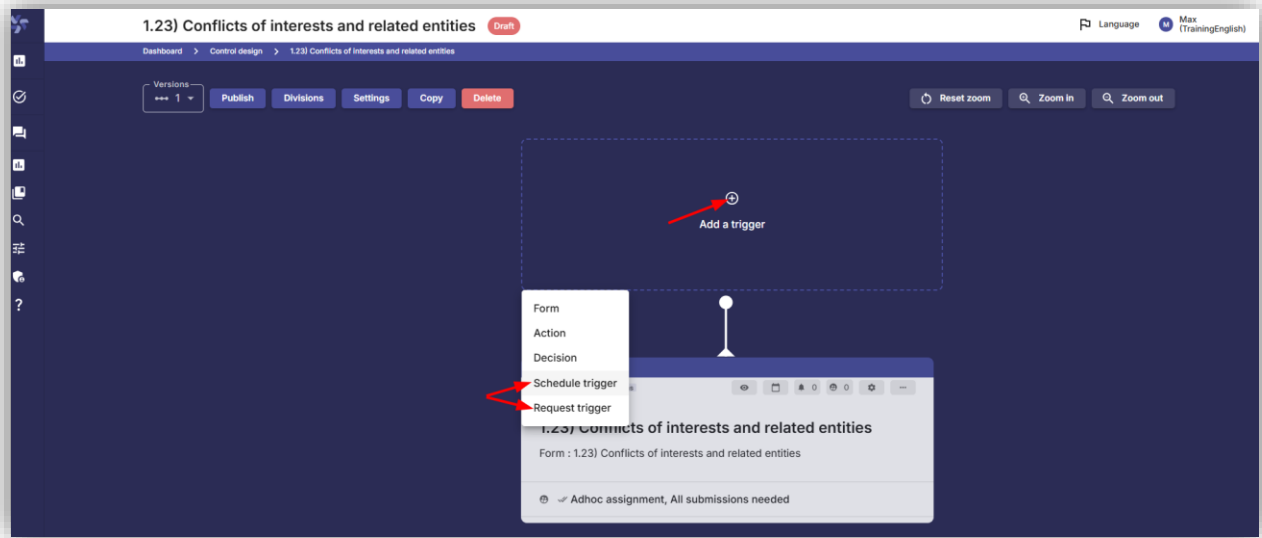 1.23) Conflicts of interests and related entities Draft
Language
M Max
(TrainingEnglish)
Dashboard > Control design > 1.23) Conflicts of interests and related entities
Versions
1
Publish Divisions Settings Copy Delete
Reset zoom Zoom in Zoom out
Add a trigger
Form
Action
Decision
Schedule trigger
Request trigger
0 0
1.23) Conflicts of interests and related entities
Form : 1.23) Conflicts of interests and related entities
Adhoc assignment, All submissions needed